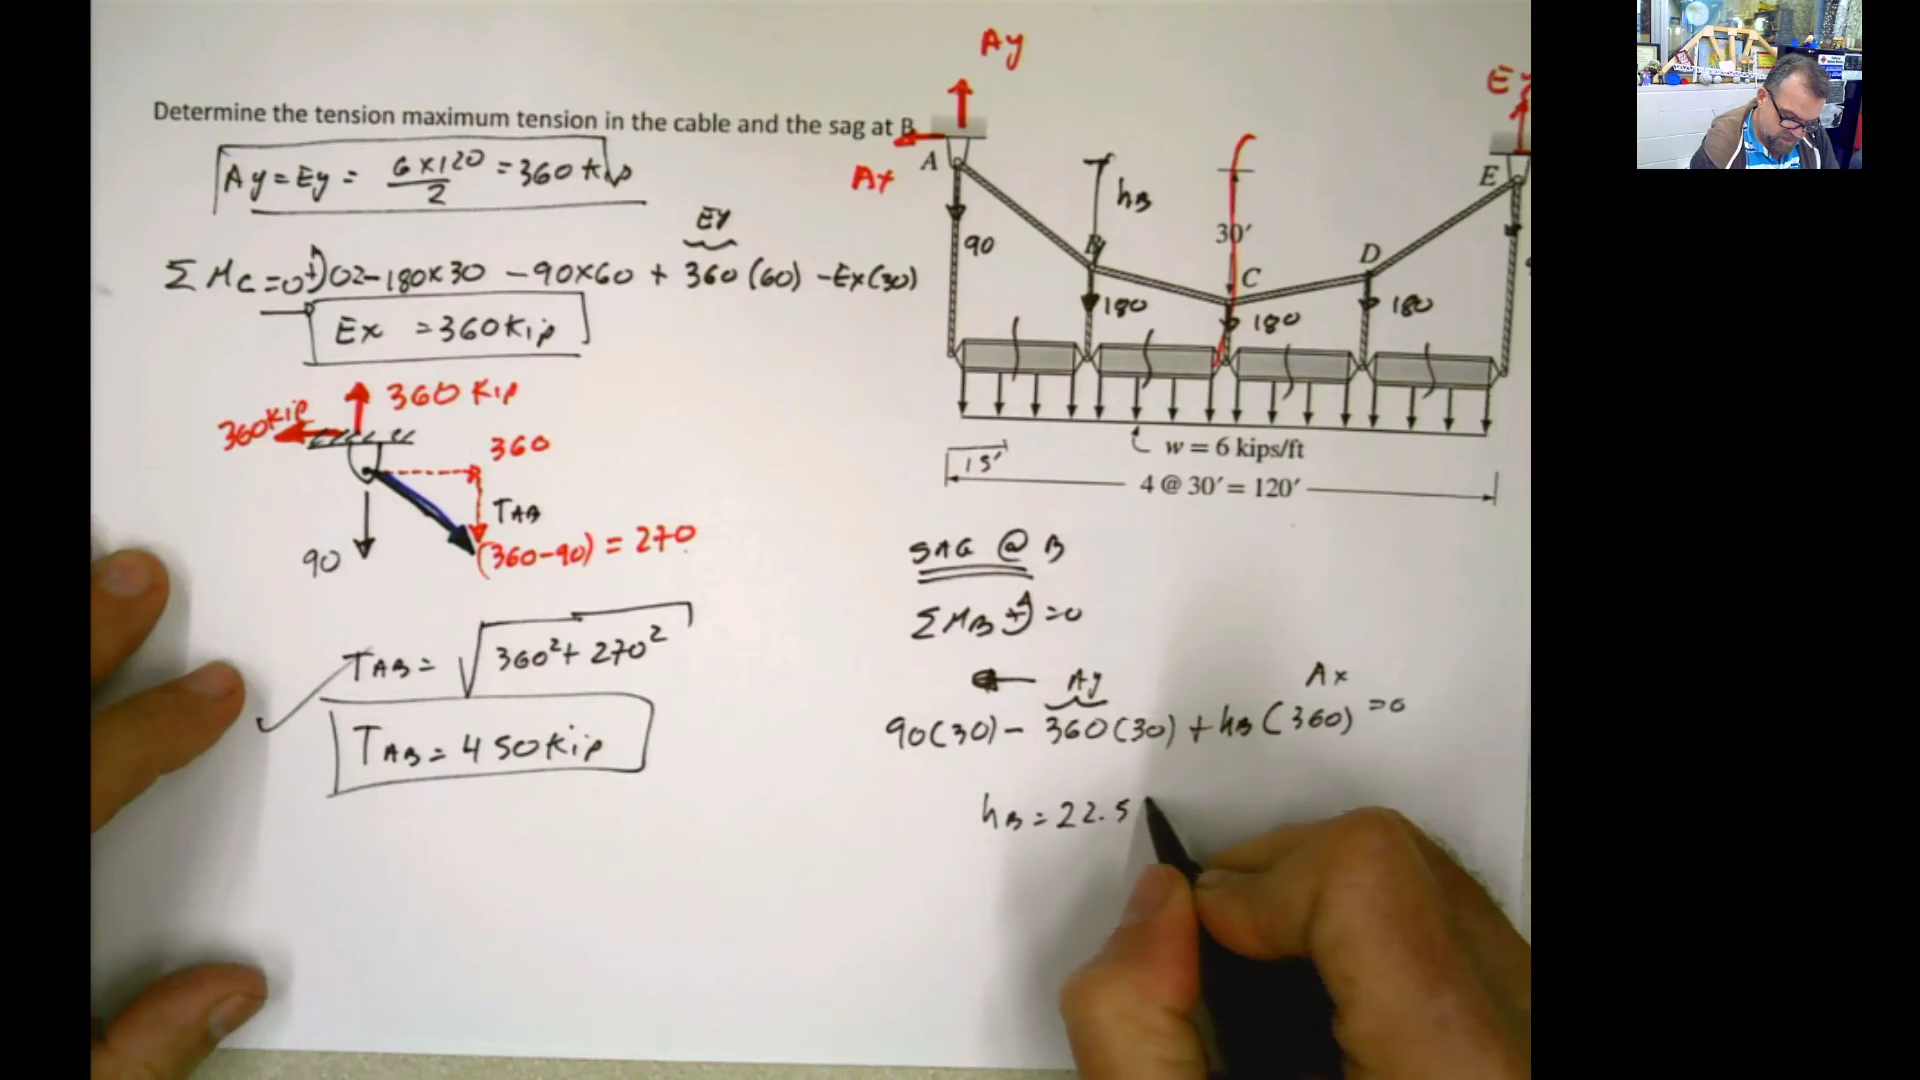 Determine the tension maximum tension in the cable and the sag at B
Ay = Ey = 6 x 120 / 2 = 360 kip
Ey
ΣMc=0 +) 0= -180x30 -90x60 + 360 (60) -Ex(30)
Ex = 360 Kip
360 Kip
360 Kip
360
TAB
90
(360-90) = 270
TAB = √360² + 270²
TAB = 450 Kip
Ay
Ax
A
90
hB
B
180
30'
C
180
D
180
E
w = 6 kips/ft
15'
4 @ 30' = 120'
SAG @ B
ΣMB +) =0
Ay
Ax
90(30) - 360(30) + hB (360) =0
hB = 22.5